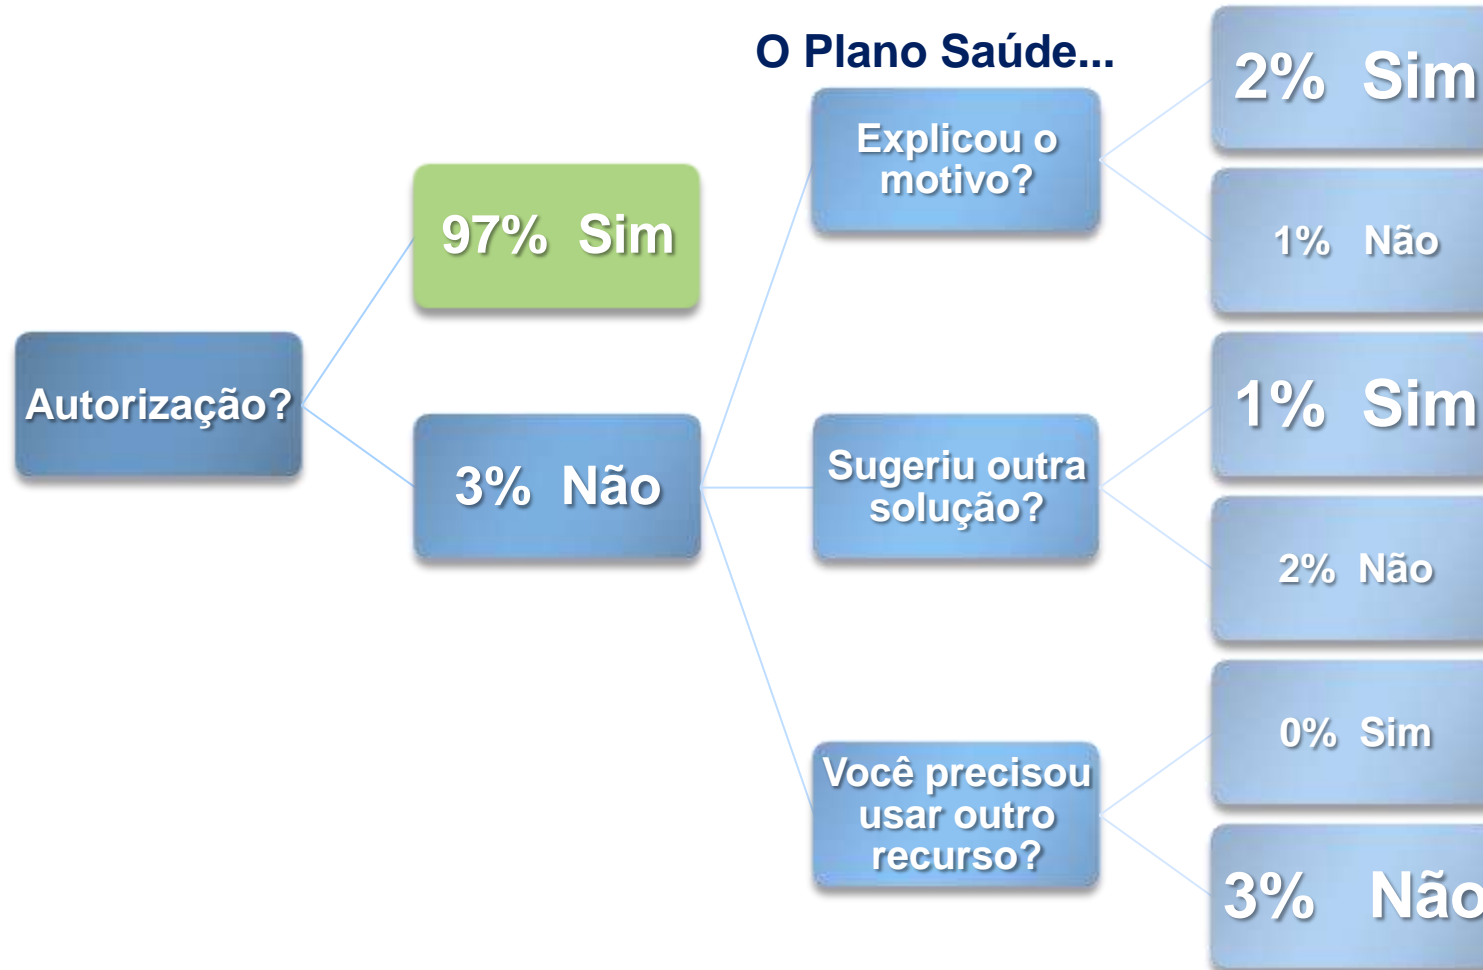 O Plano Saúde...
Autorização?
97% Sim
3% Não
Explicou o
motivo?
2% Sim
1% Não
Sugeriu outra
solução?
1% Sim
2% Não
Você precisou
usar outro
recurso?
0% Sim
3% Não